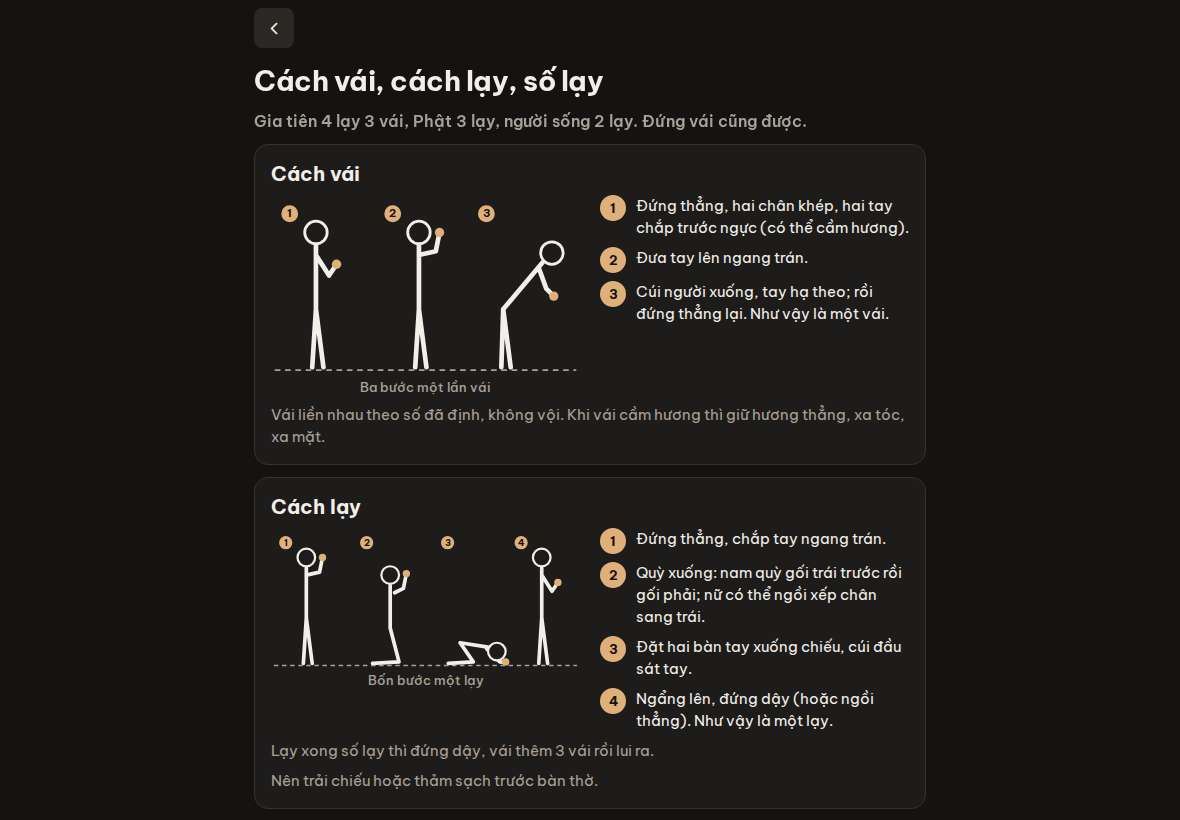 Cách vái, cách lạy, số lạy
Gia tiên 4 lạy 3 vái, Phật 3 lạy, người sống 2 lạy. Đứng vái cũng được.
Cách vái
1 2 3
Ba bước một lần vái
1 Đứng thẳng, hai chân khép, hai tay
chắp trước ngực (có thể cầm hương).
2 Đưa tay lên ngang trán.
3 Cúi người xuống, tay hạ theo; rồi
đứng thẳng lại. Như vậy là một vái.
Vái liền nhau theo số đã định, không vội. Khi vái cầm hương thì giữ hương thẳng, xa tóc,
xa mặt.
Cách lạy
1 2 3 4
Bốn bước một lạy
1 Đứng thẳng, chắp tay ngang trán.
2 Quỳ xuống: nam quỳ gối trái trước rồi
gối phải; nữ có thể ngồi xếp chân
sang trái.
3 Đặt hai bàn tay xuống chiếu, cúi đầu
sát tay.
4 Ngẩng lên, đứng dậy (hoặc ngồi
thẳng). Như vậy là một lạy.
Lạy xong số lạy thì đứng dậy, vái thêm 3 vái rồi lui ra.
Nên trải chiếu hoặc thảm sạch trước bàn thờ.